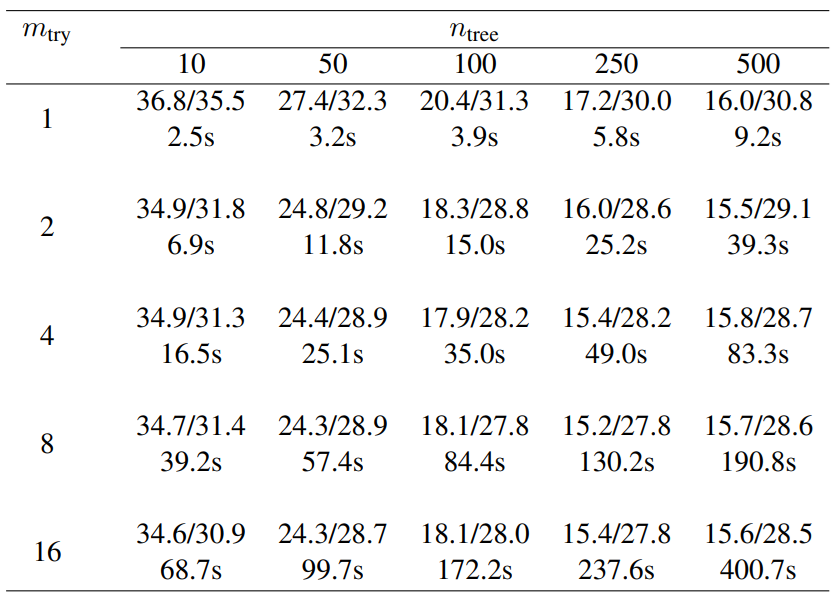 m_try n_tree
10 50 100 250 500
1 36.8/35.5 27.4/32.3 20.4/31.3 17.2/30.0 16.0/30.8
2.5s 3.2s 3.9s 5.8s 9.2s
2 34.9/31.8 24.8/29.2 18.3/28.8 16.0/28.6 15.5/29.1
6.9s 11.8s 15.0s 25.2s 39.3s
4 34.9/31.3 24.4/28.9 17.9/28.2 15.4/28.2 15.8/28.7
16.5s 25.1s 35.0s 49.0s 83.3s
8 34.7/31.4 24.3/28.9 18.1/27.8 15.2/27.8 15.7/28.6
39.2s 57.4s 84.4s 130.2s 190.8s
16 34.6/30.9 24.3/28.7 18.1/28.0 15.4/27.8 15.6/28.5
68.7s 99.7s 172.2s 237.6s 400.7s